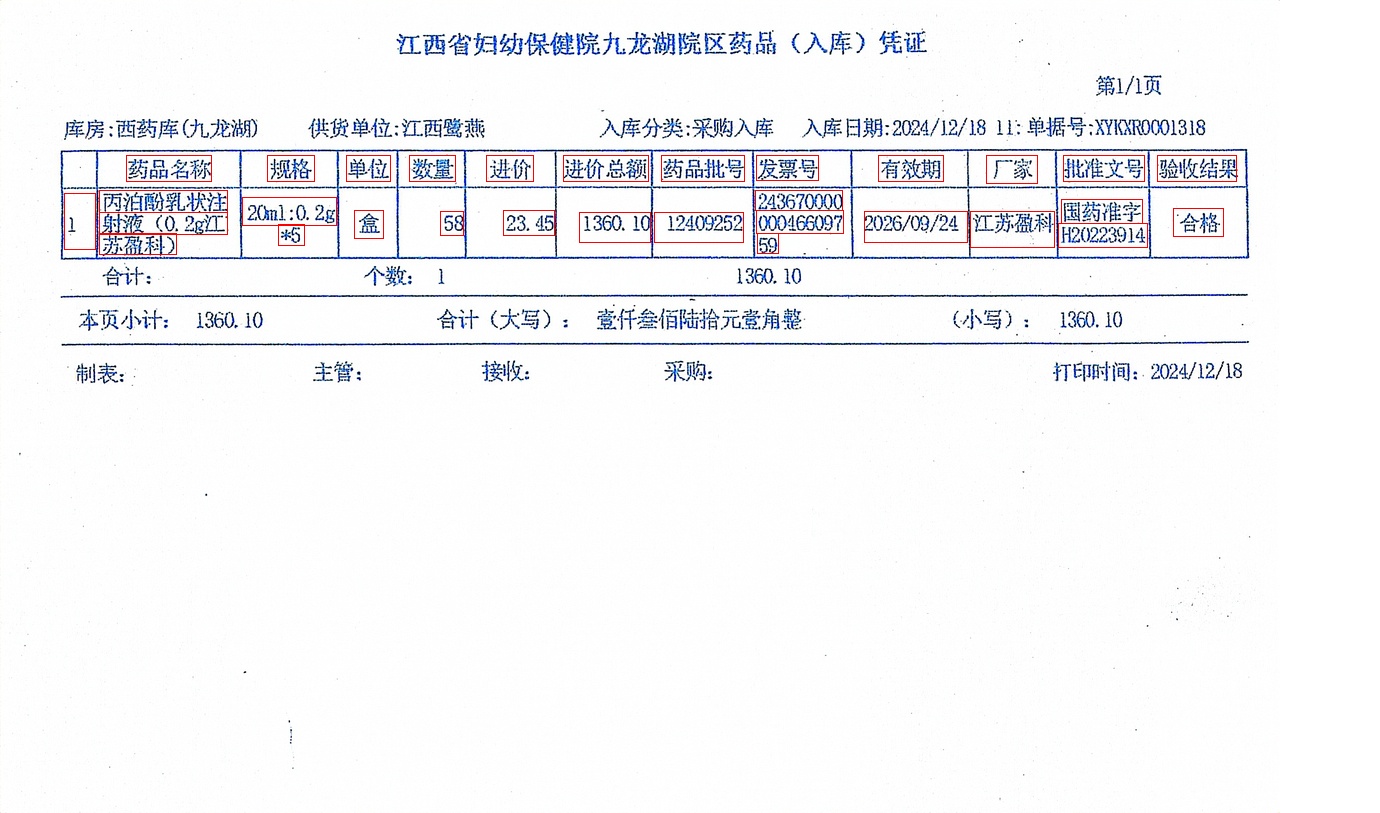 江西省妇幼保健院九龙湖院区药品（入库）凭证
第1/1页
库房:西药库(九龙湖) 供货单位:江西鹭燕 入库分类:采购入库 入库日期:2024/12/18 11: 单据号:XYKXR0001318
药品名称 规格 单位 数量 进价 进价总额 药品批号 发票号 有效期 厂家 批准文号 验收结果
1 丙泊酚乳状注射液（0.2g江苏盈科） 20ml:0.2g*5 盒 58 23.45 1360.10 12409252 24367000000046609759 2026/09/24 江苏盈科 国药准字H20223914 合格
合计: 个数: 1 1360.10
本页小计: 1360.10 合计（大写）: 壹仟叁佰陆拾元壹角整 （小写）: 1360.10
制表: 主管: 接收: 采购: 打印时间: 2024/12/18